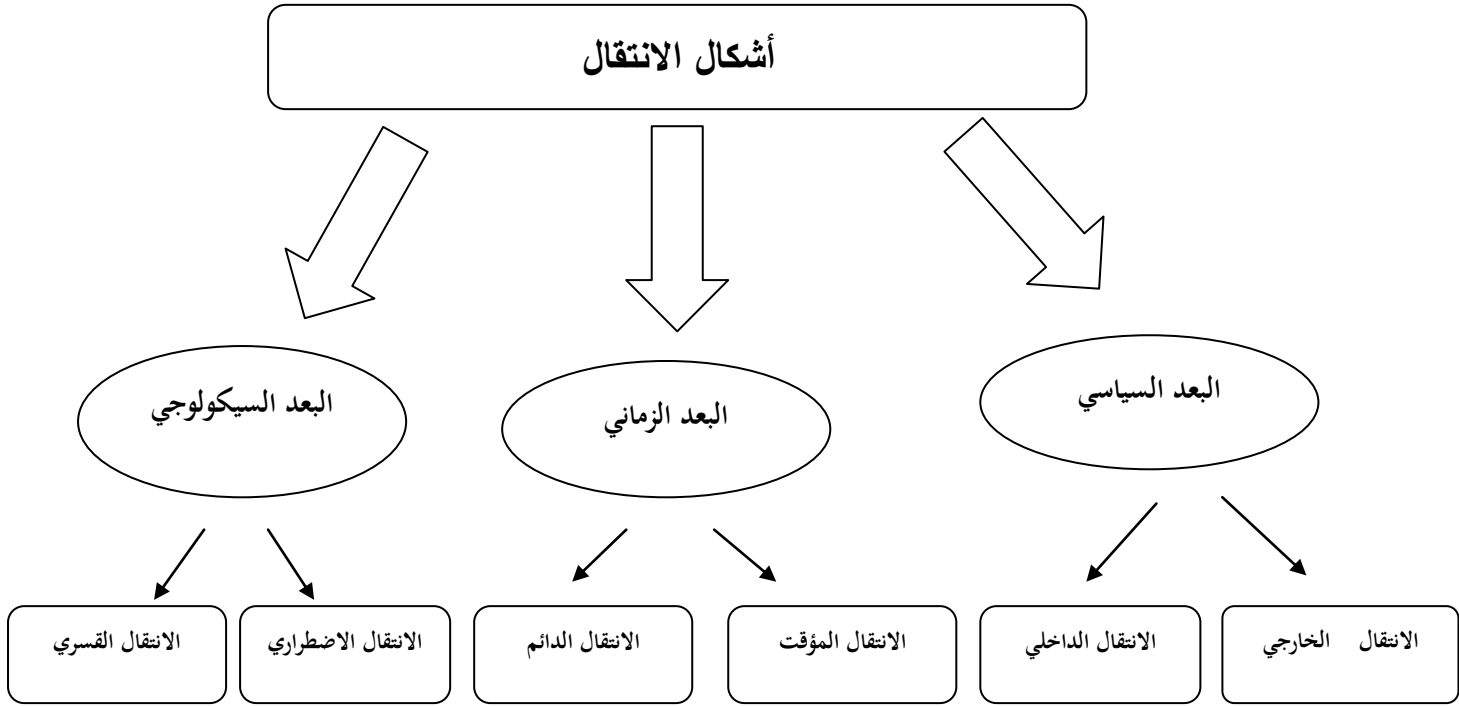 أشكال الانتقال
البعد السياسي
البعد الزماني
البعد السيكولوجي
الانتقال الخارجي
الانتقال الداخلي
الانتقال المؤقت
الانتقال الدائم
الانتقال الاضطراري
الانتقال القسري